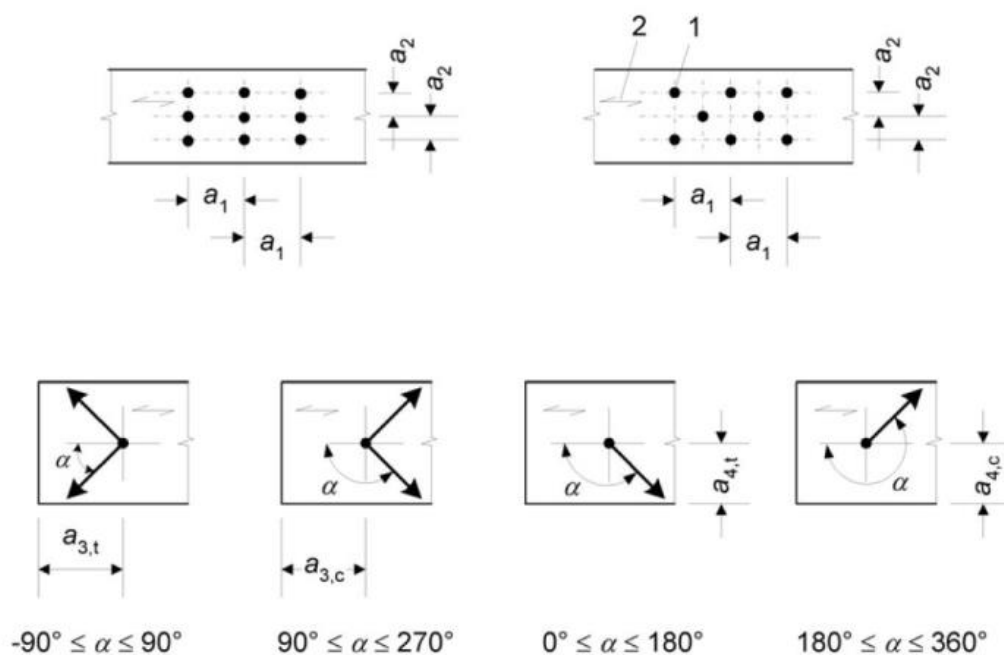 2 1
a2 a2 a2 a2
a1 a1
a1 a1
α α α α
a4,t a4,c
a3,t a3,c
-90° ≤ α ≤ 90° 90° ≤ α ≤ 270° 0° ≤ α ≤ 180° 180° ≤ α ≤ 360°